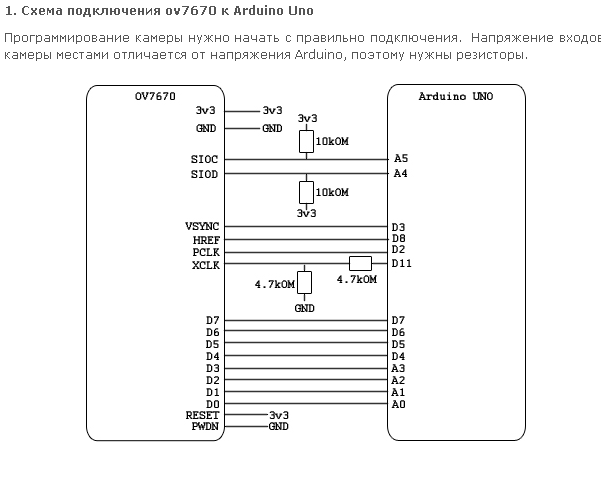 1. Схема подключения ov7670 к Arduino Uno
Программирование камеры нужно начать с правильно подключения. Напряжение входов
камеры местами отличается от напряжения Arduino, поэтому нужны резисторы.
OV7670 Arduino UNO
3v3 3v3
3v3
GND GND
10kOM
SIOC A5
SIOD A4
10kOM
3v3
VSYNC D3
HREF D8
PCLK D2
XCLK D11
4.7kOM 4.7kOM
GND
D7 D7
D6 D6
D5 D5
D4 D4
D3 A3
D2 A2
D1 A1
D0 A0
RESET 3v3
PWDN GND